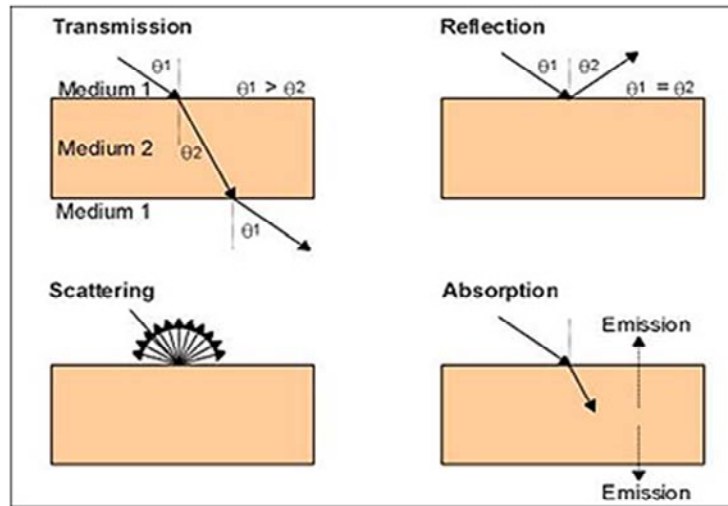 Transmission
θ1
Medium 1
θ1 > θ2
Medium 2
θ2
Medium 1
θ1
Reflection
θ1 θ2
θ1 = θ2
Scattering
Absorption
Emission
Emission